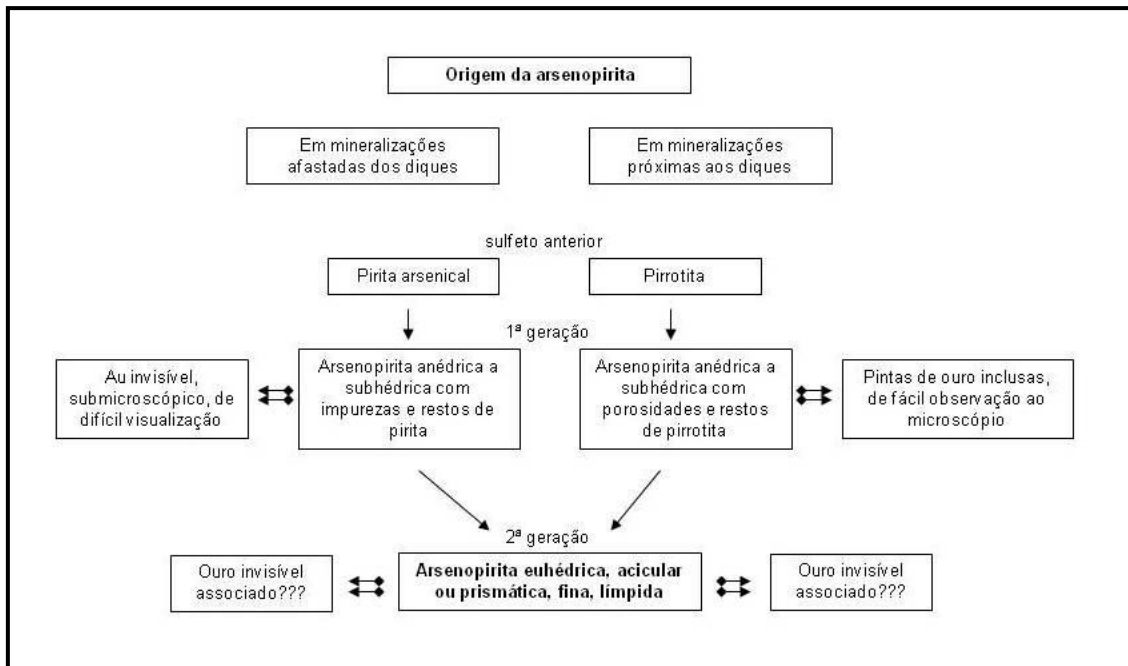 Origem da arsenopirita
Em mineralizações
afastadas dos diques
Em mineralizações
próximas aos diques
sulfeto anterior
Pirita arsenical
Pirrotita
1ª geração
Au invisível,
submicroscópico, de
difícil visualização
Arsenopirita anédrica a
subhédrica com
impurezas e restos de
pirita
Arsenopirita anédrica a
subhédrica com
porosidades e restos
de pirrotita
Pintas de ouro inclusas,
de fácil observação ao
microscópio
2ª geração
Ouro invisível
associado???
Arsenopirita euhédrica, acicular
ou prismática, fina, límpida
Ouro invisível
associado???